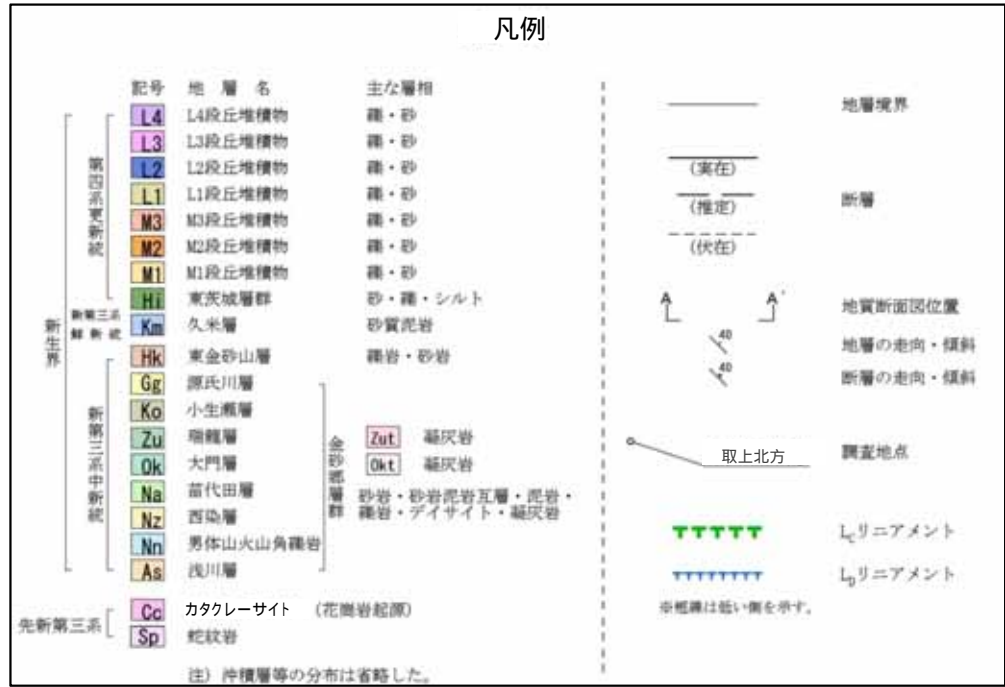 凡例
記号 地層名 主な層相
L4 L4段丘堆積物 礫・砂
L3 L3段丘堆積物 礫・砂
L2 L2段丘堆積物 礫・砂
L1 L1段丘堆積物 礫・砂
M3 M3段丘堆積物 礫・砂
M2 M2段丘堆積物 礫・砂
M1 M1段丘堆積物 礫・砂
Hi 東茨城層群 砂・礫・シルト
Km 久米層 砂質泥岩
Hk 東金砂山層 礫岩・砂岩
Gg 源氏川層
Ko 小生瀬層
Zu 瑞龍層
Ok 大門層
Na 苗代田層
Nz 西染層
Nn 男体山火山角礫岩
As 浅川層
Cc カタクレーサイト (花崗岩起源)
Sp 蛇紋岩
新生界
第四系更新統
新第三系
鮮新統
新第三系中新統
先新第三系
金砂郷層群
Zut 凝灰岩
Okt 凝灰岩
砂岩・砂岩泥岩互層・泥岩・
礫岩・デイサイト・凝灰岩
注) 沖積層等の分布は省略した。
地層境界
(実在)
(推定) 断層
(伏在)
A A' 地質断面図位置
40 地層の走向・傾斜
40 断層の走向・傾斜
取上北方 調査地点
LCリニアメント
LDリニアメント
※櫛線は低い側を示す。